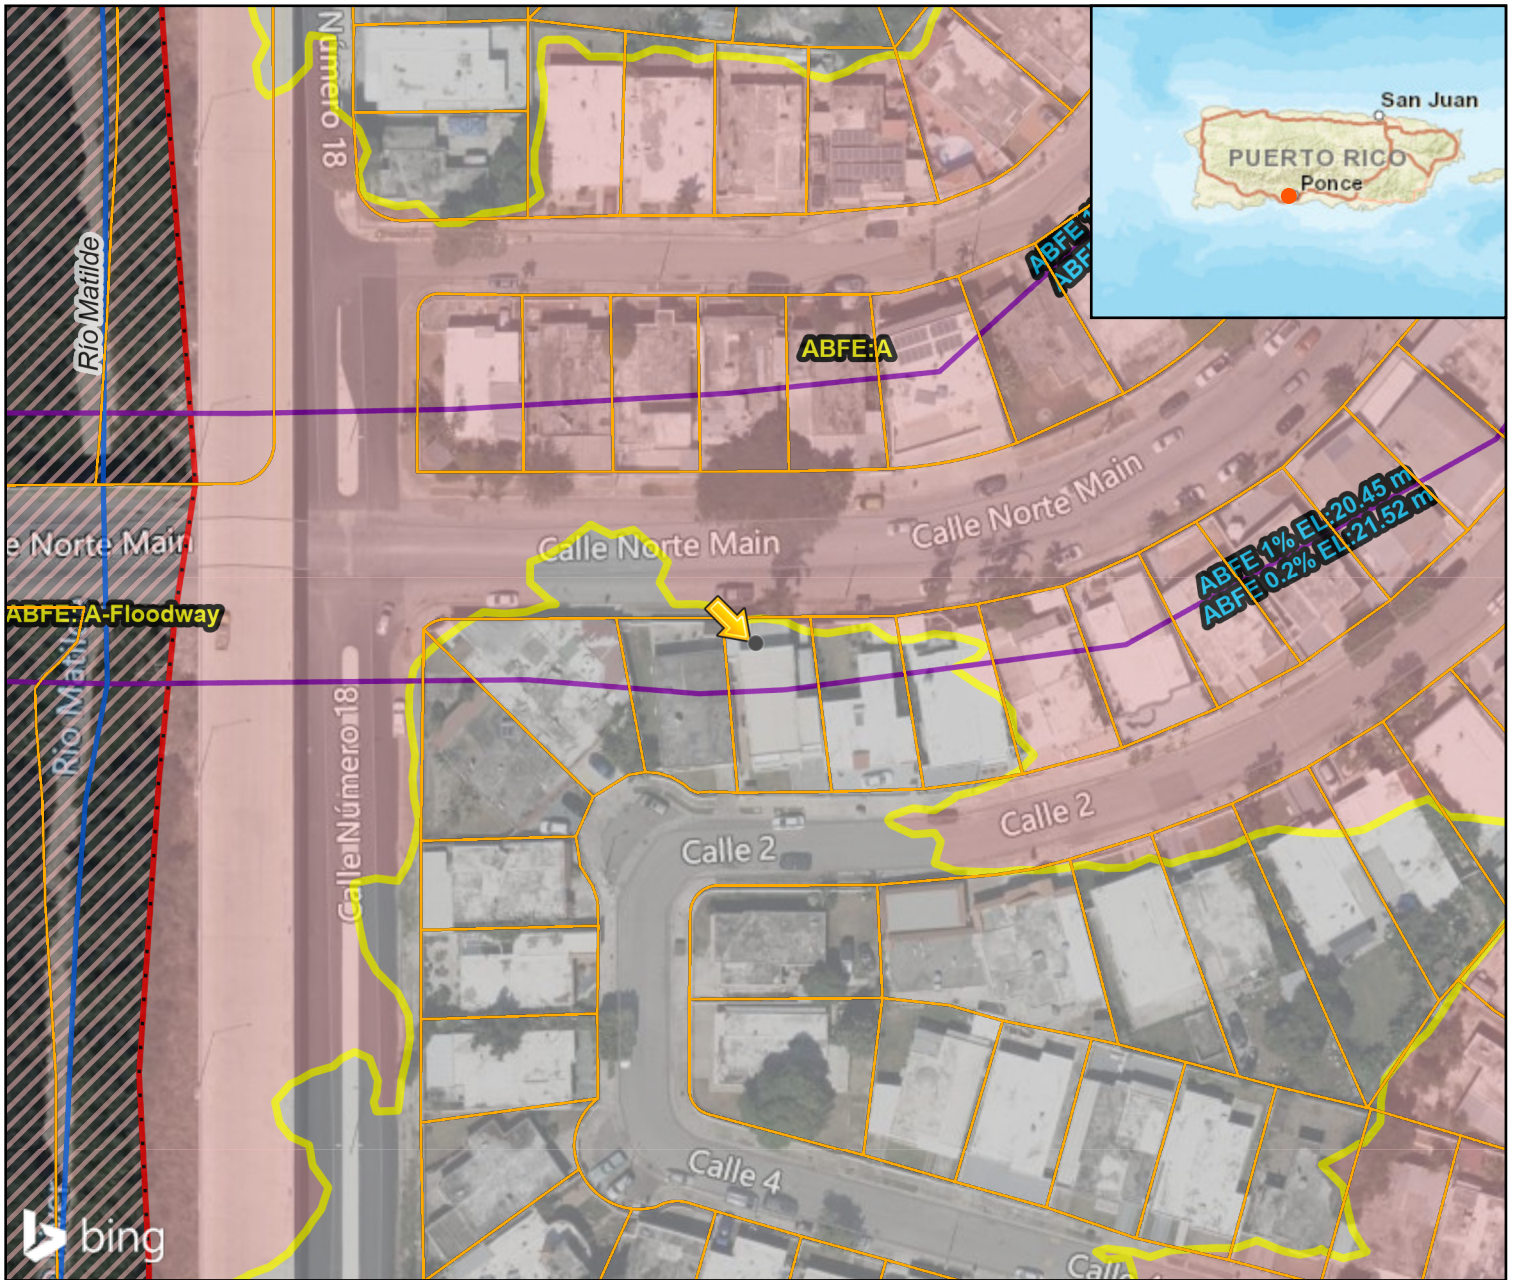 Número 18
San Juan
PUERTO RICO
Ponce
Río Matilde
ABFE:A
Calle Norte Main
ABFE 1% EL:20.45 m
ABFE 0.2% EL:21.52 m
e Norte Main
Calle Norte Main
ABFE: A-Floodway
Río Matil
Calle Número 18
Calle 2
Calle 2
Calle 4
bing